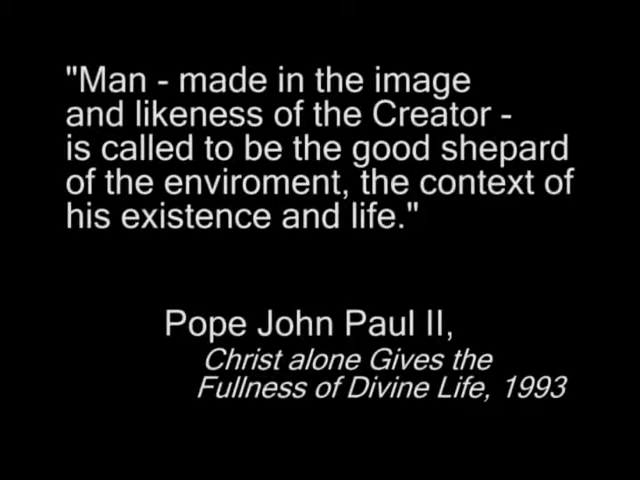 "Man - made in the image
and likeness of the Creator -
is called to be the good shepard
of the enviroment, the context of
his existence and life."
Pope John Paul II,
Christ alone Gives the
Fullness of Divine Life, 1993